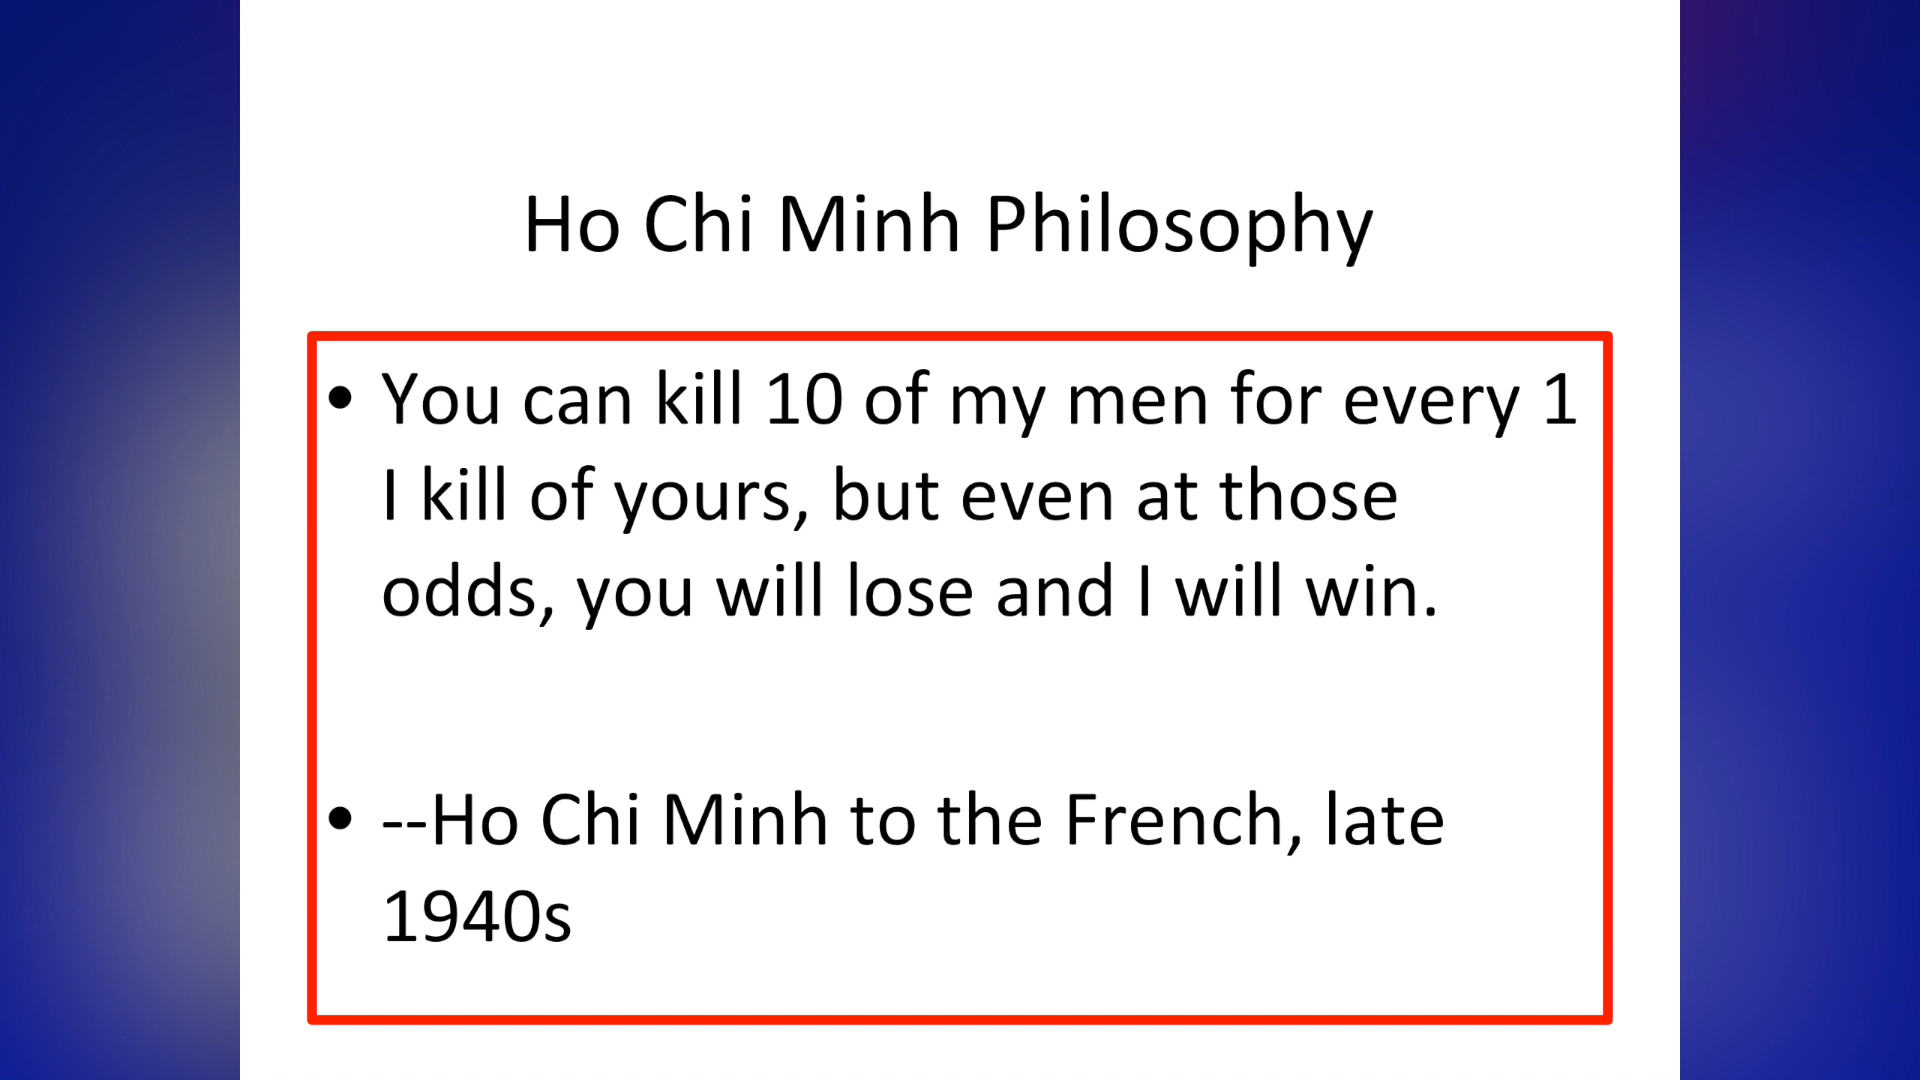 Ho Chi Minh Philosophy
• You can kill 10 of my men for every 1
I kill of yours, but even at those
odds, you will lose and I will win.
• --Ho Chi Minh to the French, late
1940s